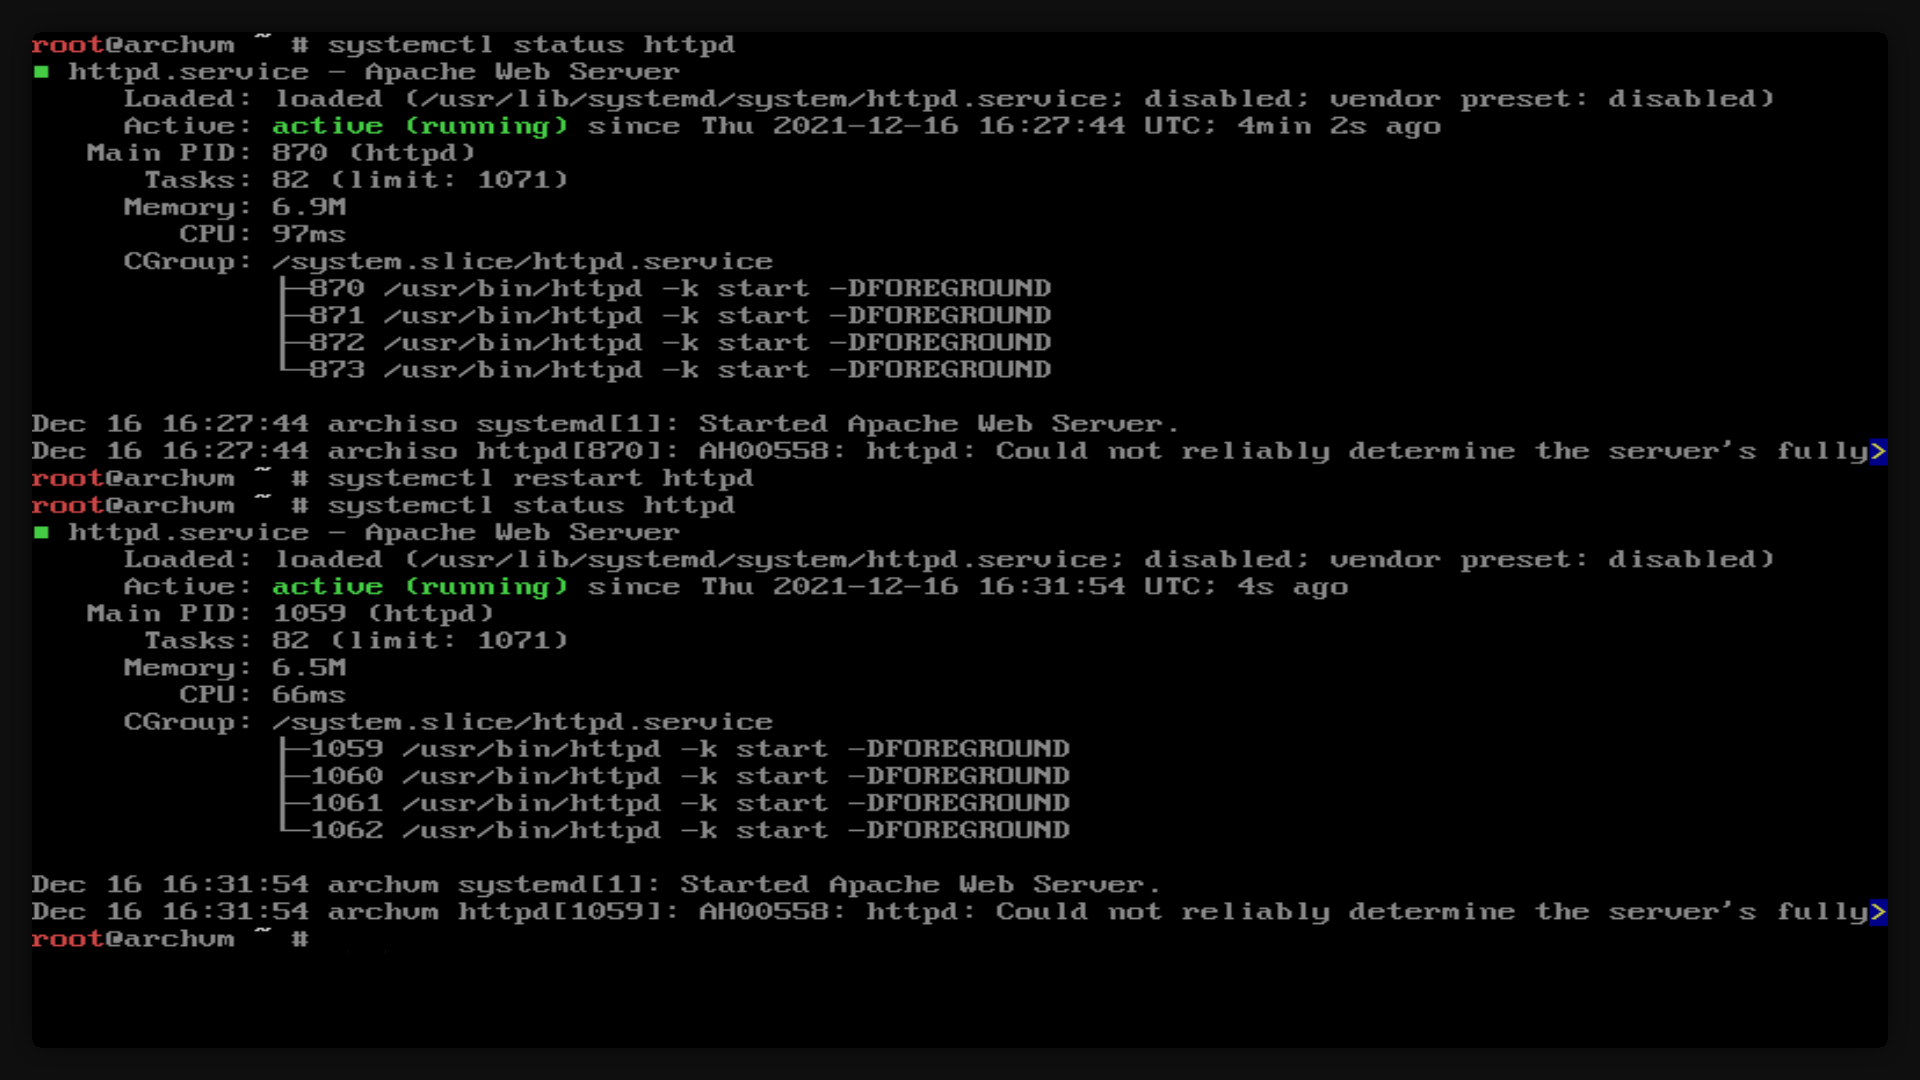 root@archvm ~ # systemctl status httpd
■ httpd.service - Apache Web Server
     Loaded: loaded (/usr/lib/systemd/system/httpd.service; disabled; vendor preset: disabled)
     Active: active (running) since Thu 2021-12-16 16:27:44 UTC; 4min 2s ago
   Main PID: 870 (httpd)
      Tasks: 82 (limit: 1071)
     Memory: 6.9M
        CPU: 97ms
     CGroup: /system.slice/httpd.service
             ├─870 /usr/bin/httpd -k start -DFOREGROUND
             ├─871 /usr/bin/httpd -k start -DFOREGROUND
             ├─872 /usr/bin/httpd -k start -DFOREGROUND
             └─873 /usr/bin/httpd -k start -DFOREGROUND

Dec 16 16:27:44 archiso systemd[1]: Started Apache Web Server.
Dec 16 16:27:44 archiso httpd[870]: AH00558: httpd: Could not reliably determine the server's fully>
root@archvm ~ # systemctl restart httpd
root@archvm ~ # systemctl status httpd
■ httpd.service - Apache Web Server
     Loaded: loaded (/usr/lib/systemd/system/httpd.service; disabled; vendor preset: disabled)
     Active: active (running) since Thu 2021-12-16 16:31:54 UTC; 4s ago
   Main PID: 1059 (httpd)
      Tasks: 82 (limit: 1071)
     Memory: 6.5M
        CPU: 66ms
     CGroup: /system.slice/httpd.service
             ├─1059 /usr/bin/httpd -k start -DFOREGROUND
             ├─1060 /usr/bin/httpd -k start -DFOREGROUND
             ├─1061 /usr/bin/httpd -k start -DFOREGROUND
             └─1062 /usr/bin/httpd -k start -DFOREGROUND

Dec 16 16:31:54 archvm systemd[1]: Started Apache Web Server.
Dec 16 16:31:54 archvm httpd[1059]: AH00558: httpd: Could not reliably determine the server's fully>
root@archvm ~ #